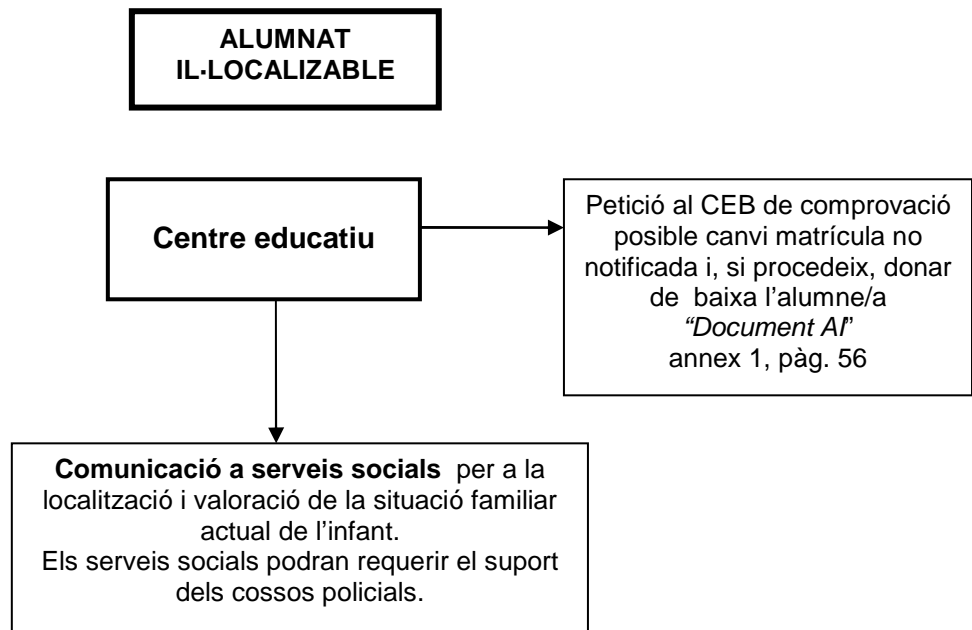 ALUMNAT
IL·LOCALIZABLE
Centre educatiu
Petició al CEB de comprovació
posible canvi matrícula no
notificada i, si procedeix, donar
de baixa l’alumne/a
“Document AI”
annex 1, pàg. 56
Comunicació a serveis socials per a la
localització i valoració de la situació familiar
actual de l’infant.
Els serveis socials podran requerir el suport
dels cossos policials.